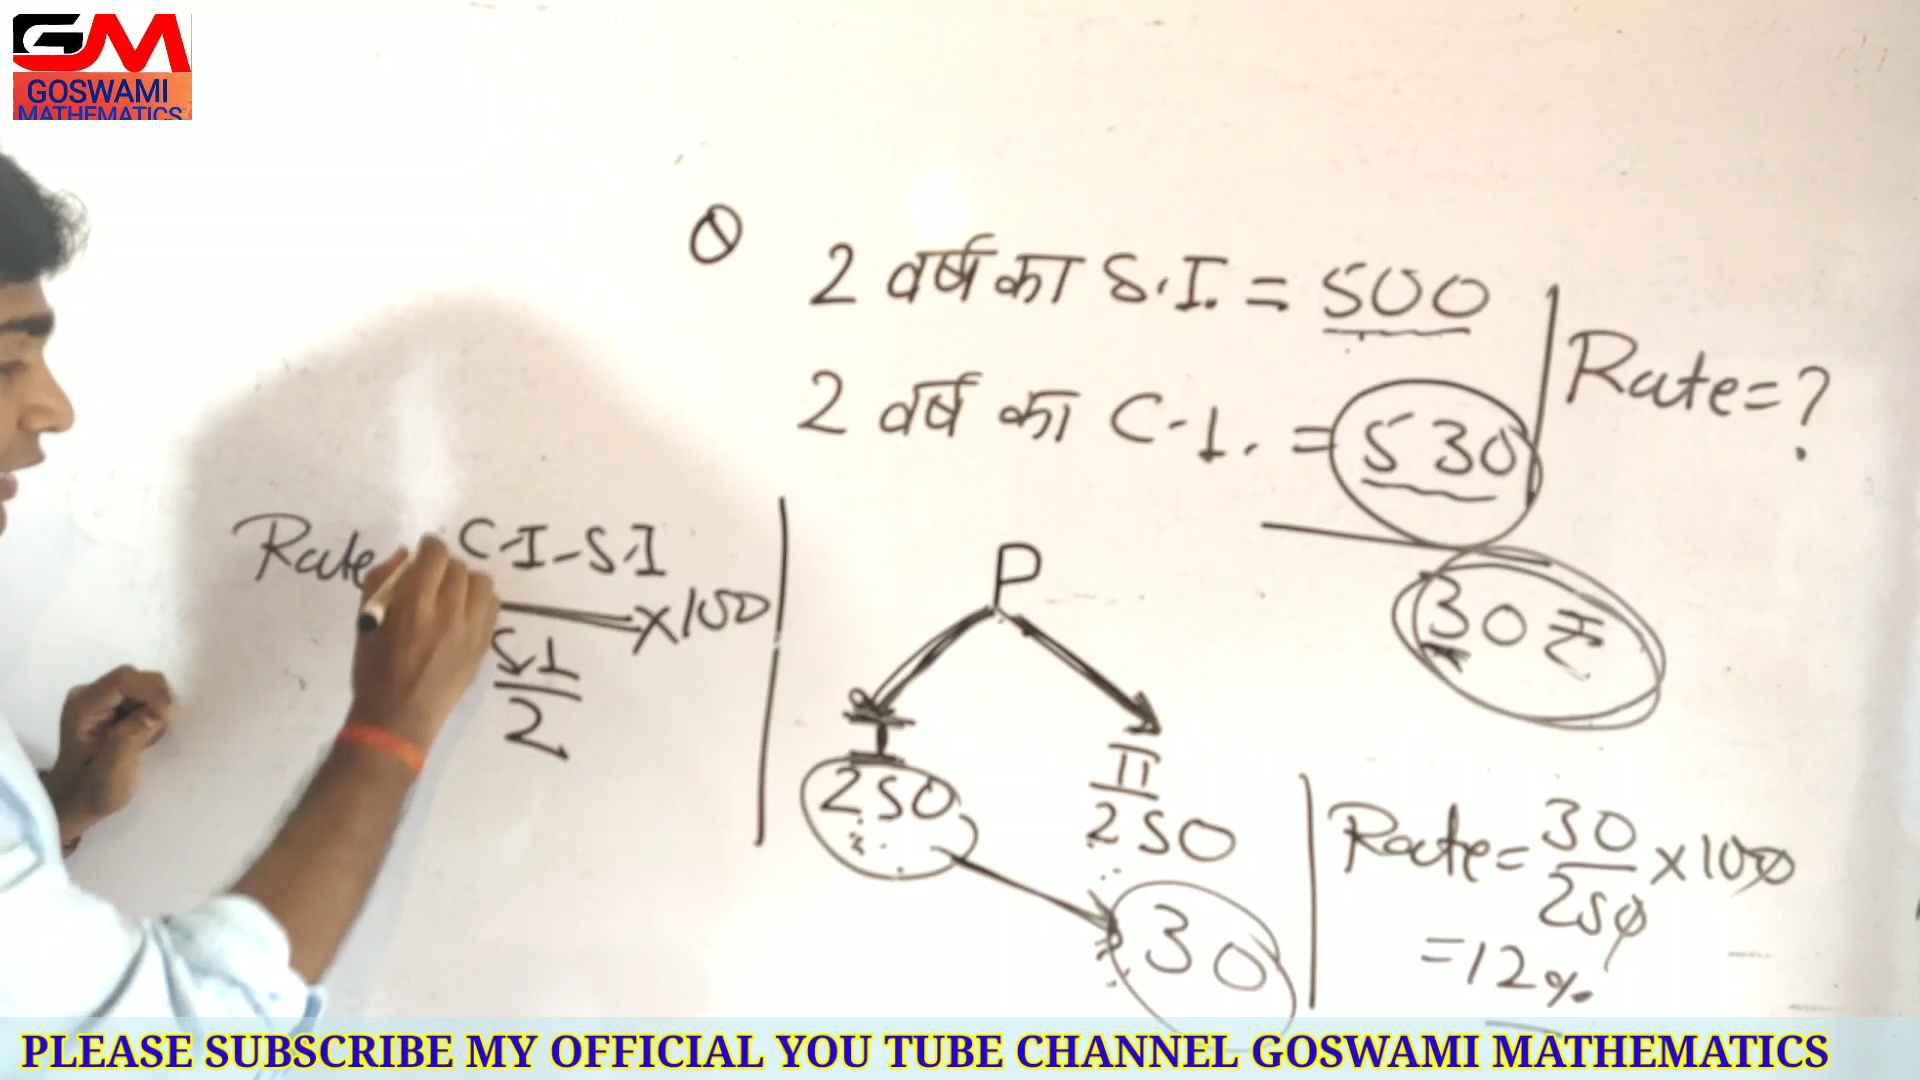 GM
GOSWAMI
MATHEMATICS
2 वर्ष का S.I. = 500
2 वर्ष का C.I. = 530
Rate = ?
30 ₹
Rate C.I - S.I
× 100
S.I
2
P
I
II
250
250
30
Rate = 30 × 100
250
= 12%
PLEASE SUBSCRIBE MY OFFICIAL YOU TUBE CHANNEL GOSWAMI MATHEMATICS